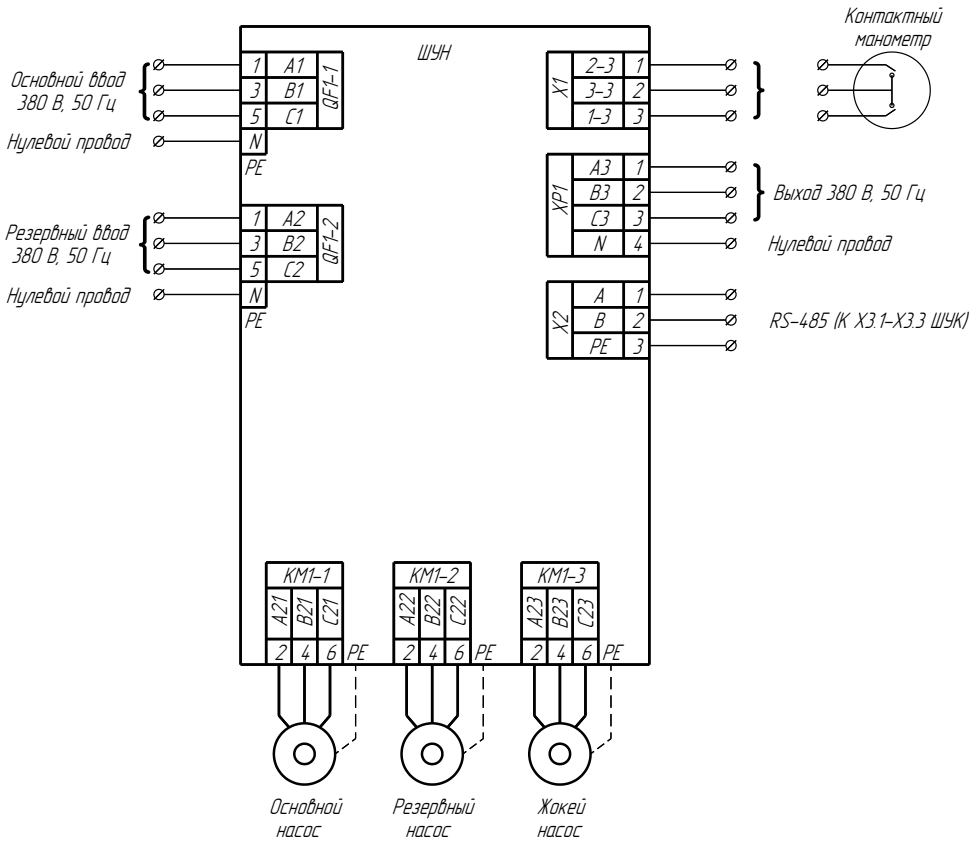 ШУН
Основной ввод
380 В, 50 Гц
1 A1
3 B1
5 C1
QF1-1
Нулевой провод
N
PE
Резервный ввод
380 В, 50 Гц
1 A2
3 B2
5 C2
QF1-2
Нулевой провод
N
PE
X1
2-3 1
3-3 2
1-3 3
Контактный
манометр
XP1
A3 1
B3 2
C3 3
N 4
Выход 380 В, 50 Гц
Нулевой провод
X2
A 1
B 2
PE 3
RS-485 (К X3.1-X3.3 ШУК)
KM1-1
A21 B21 C21
2 4 6 PE
Основной
насос
KM1-2
A22 B22 C22
2 4 6 PE
Резервный
насос
KM1-3
A23 B23 C23
2 4 6 PE
Жокей
насос